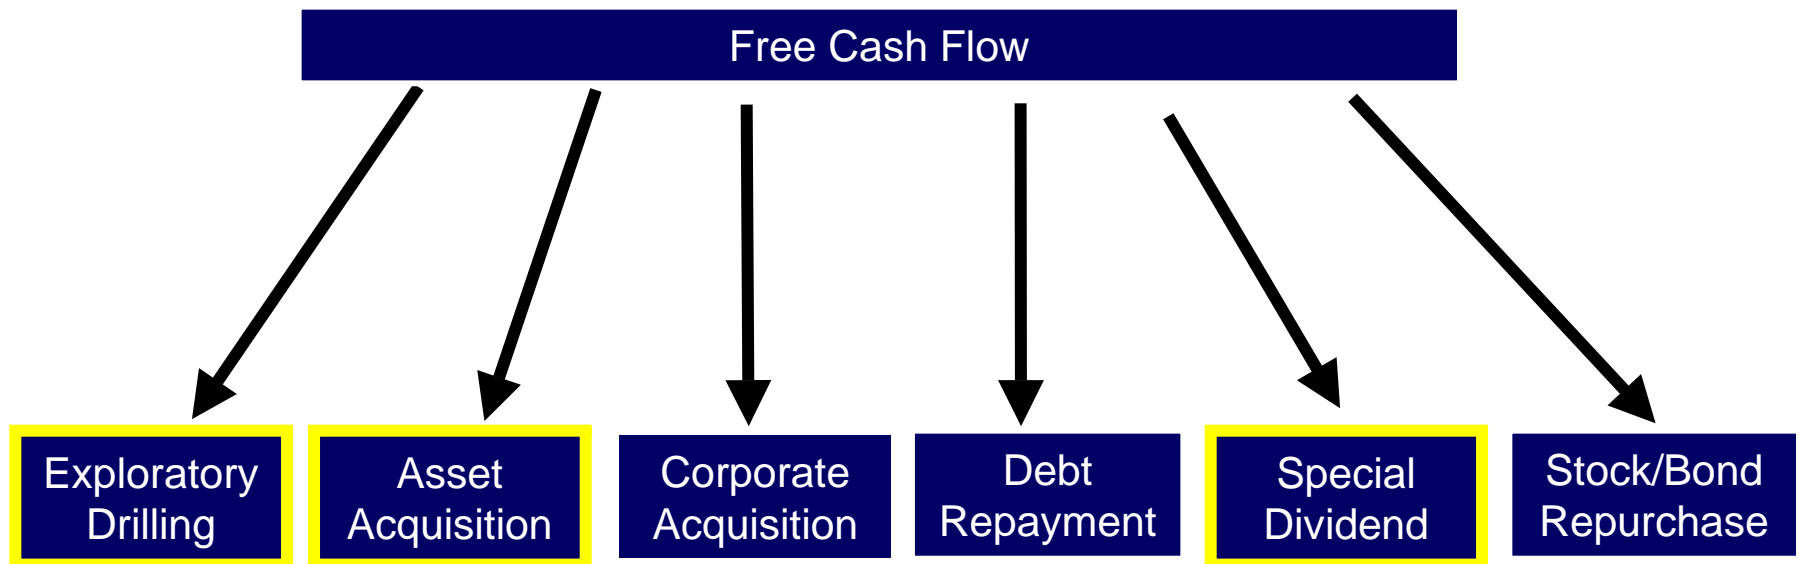 Free Cash Flow
Exploratory
Drilling
Asset
Acquisition
Corporate
Acquisition
Debt
Repayment
Special
Dividend
Stock/Bond
Repurchase